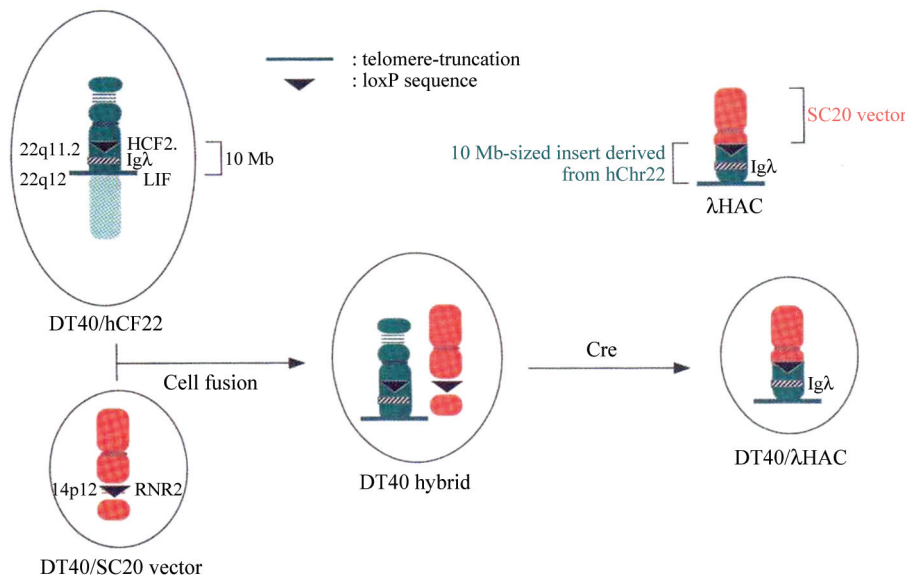 : telomere-truncation
: loxP sequence
22q11.2
HCF2.
Igλ
10 Mb
22q12
LIF
DT40/hCF22
SC20 vector
10 Mb-sized insert derived
from hChr22
Igλ
λHAC
Cell fusion
14p12
RNR2
DT40/SC20 vector
DT40 hybrid
Cre
Igλ
DT40/λHAC